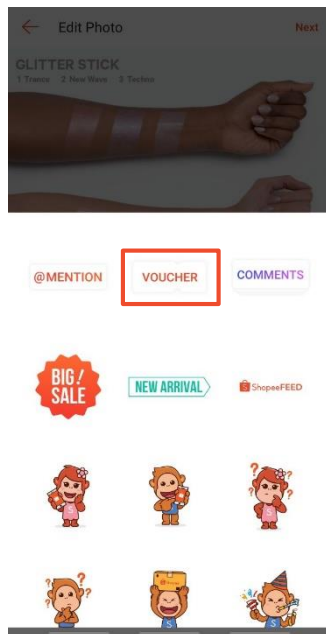 Edit Photo
Next
GLITTER STICK
1 Trance 2 New Wave 3 Techno
@MENTION
VOUCHER
COMMENTS
BIG!
SALE
NEW ARRIVAL
S ShopeeFEED
S
S
? ? ? ?
? ? ?
S
S